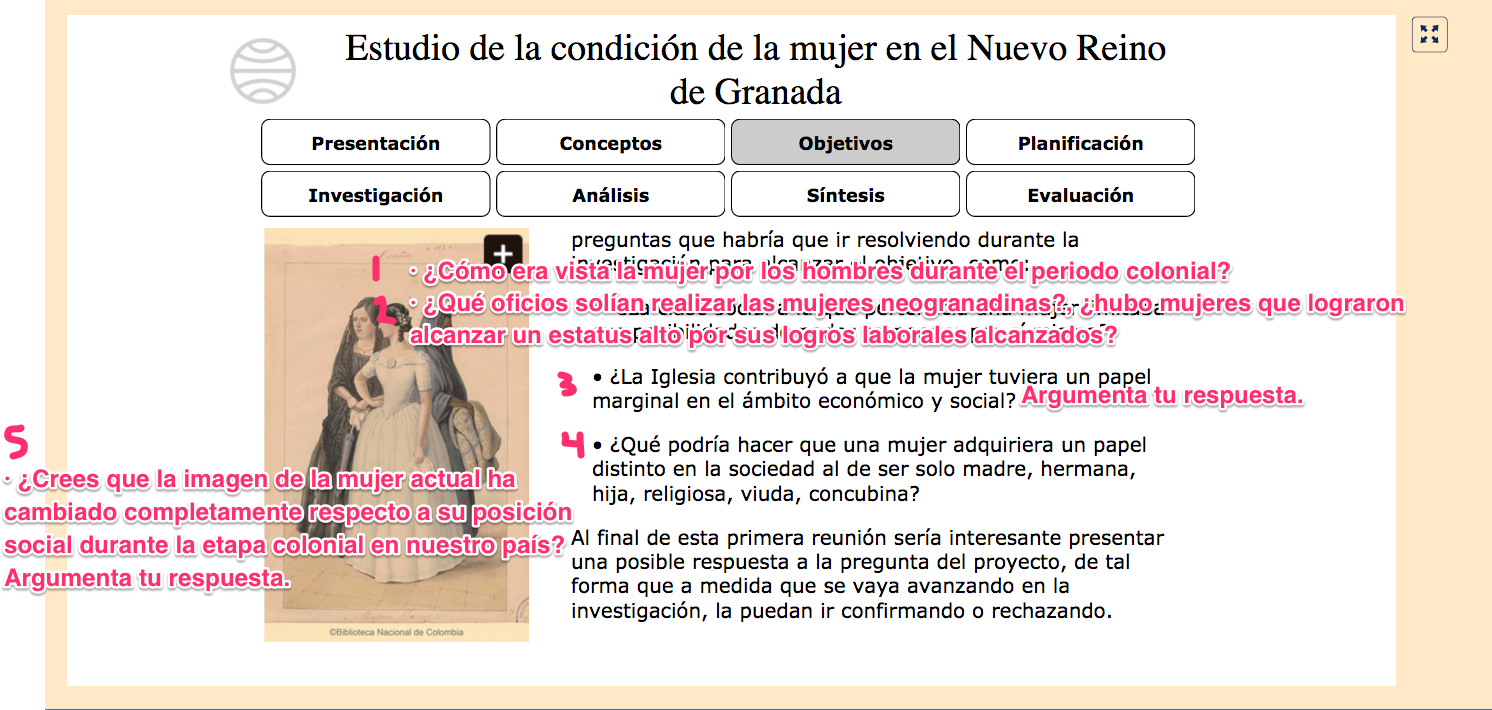 Estudio de la condición de la mujer en el Nuevo Reino
de Granada
Presentación
Conceptos
Objetivos
Planificación
Investigación
Análisis
Síntesis
Evaluación
preguntas que habría que ir resolviendo durante la
1
· ¿Cómo era vista la mujer por los hombres durante el periodo colonial?
2
· ¿Qué oficios solían realizar las mujeres neogranadinas?, ¿hubo mujeres que lograron
alcanzar un estatus alto por sus logros laborales alcanzados?
3
• ¿La Iglesia contribuyó a que la mujer tuviera un papel
marginal en el ámbito económico y social? Argumenta tu respuesta.
4
• ¿Qué podría hacer que una mujer adquiriera un papel
distinto en la sociedad al de ser solo madre, hermana,
hija, religiosa, viuda, concubina?
5
· ¿Crees que la imagen de la mujer actual ha
cambiado completamente respecto a su posición
social durante la etapa colonial en nuestro país?
Argumenta tu respuesta.
Al final de esta primera reunión sería interesante presentar
una posible respuesta a la pregunta del proyecto, de tal
forma que a medida que se vaya avanzando en la
investigación, la puedan ir confirmando o rechazando.
©Biblioteca Nacional de Colombia